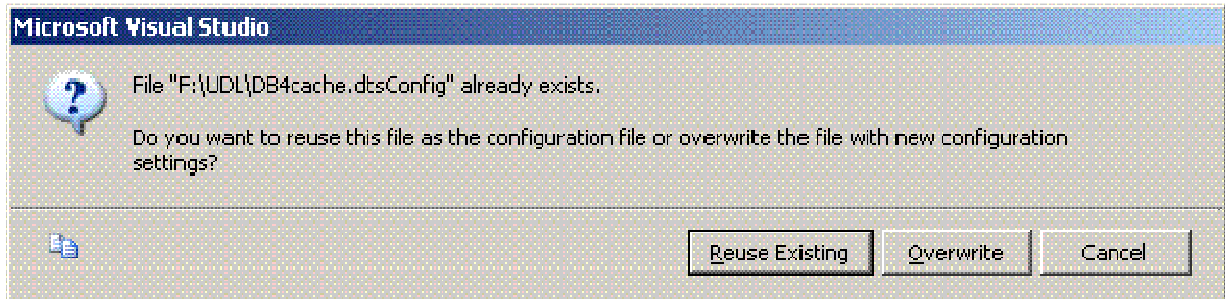 Microsoft Visual Studio
File "F:\UDL\DB4cache.dtsConfig" already exists.
Do you want to reuse this file as the configuration file or overwrite the file with new configuration
settings?
Reuse Existing
Overwrite
Cancel